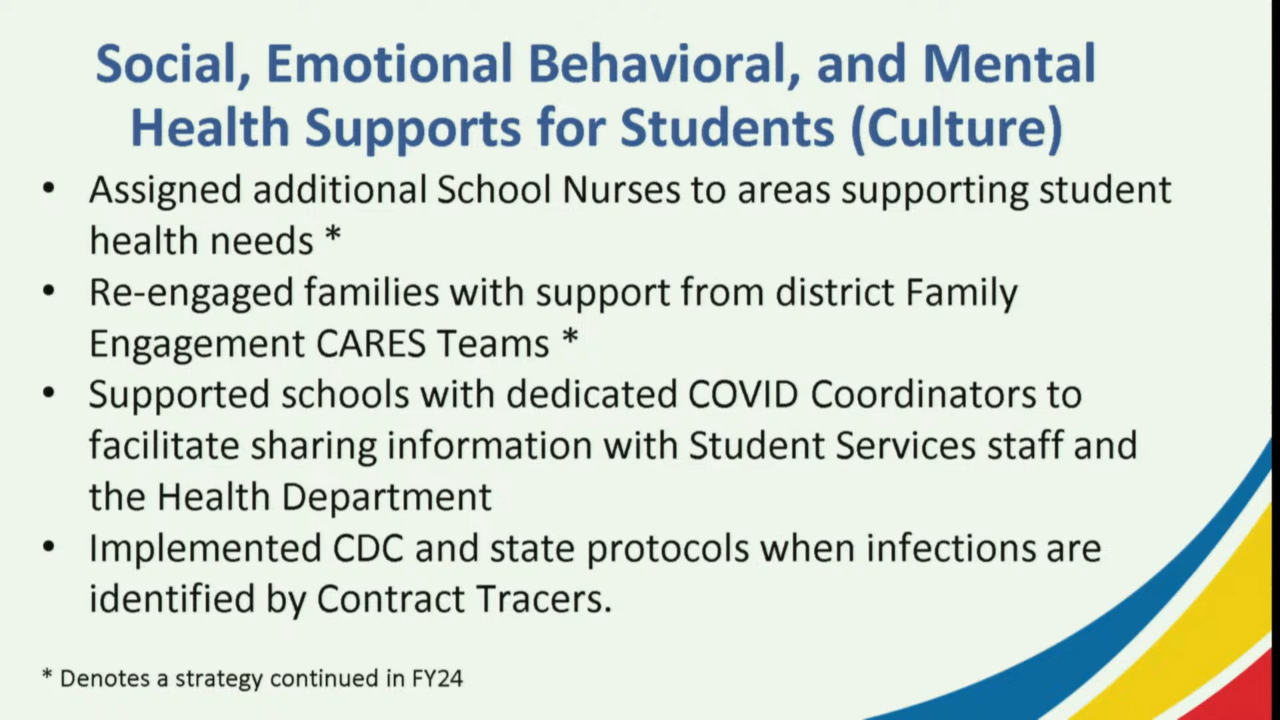 Social, Emotional Behavioral, and Mental
Health Supports for Students (Culture)
• Assigned additional School Nurses to areas supporting student
health needs *
• Re-engaged families with support from district Family
Engagement CARES Teams *
• Supported schools with dedicated COVID Coordinators to
facilitate sharing information with Student Services staff and
the Health Department
• Implemented CDC and state protocols when infections are
identified by Contract Tracers.
* Denotes a strategy continued in FY24